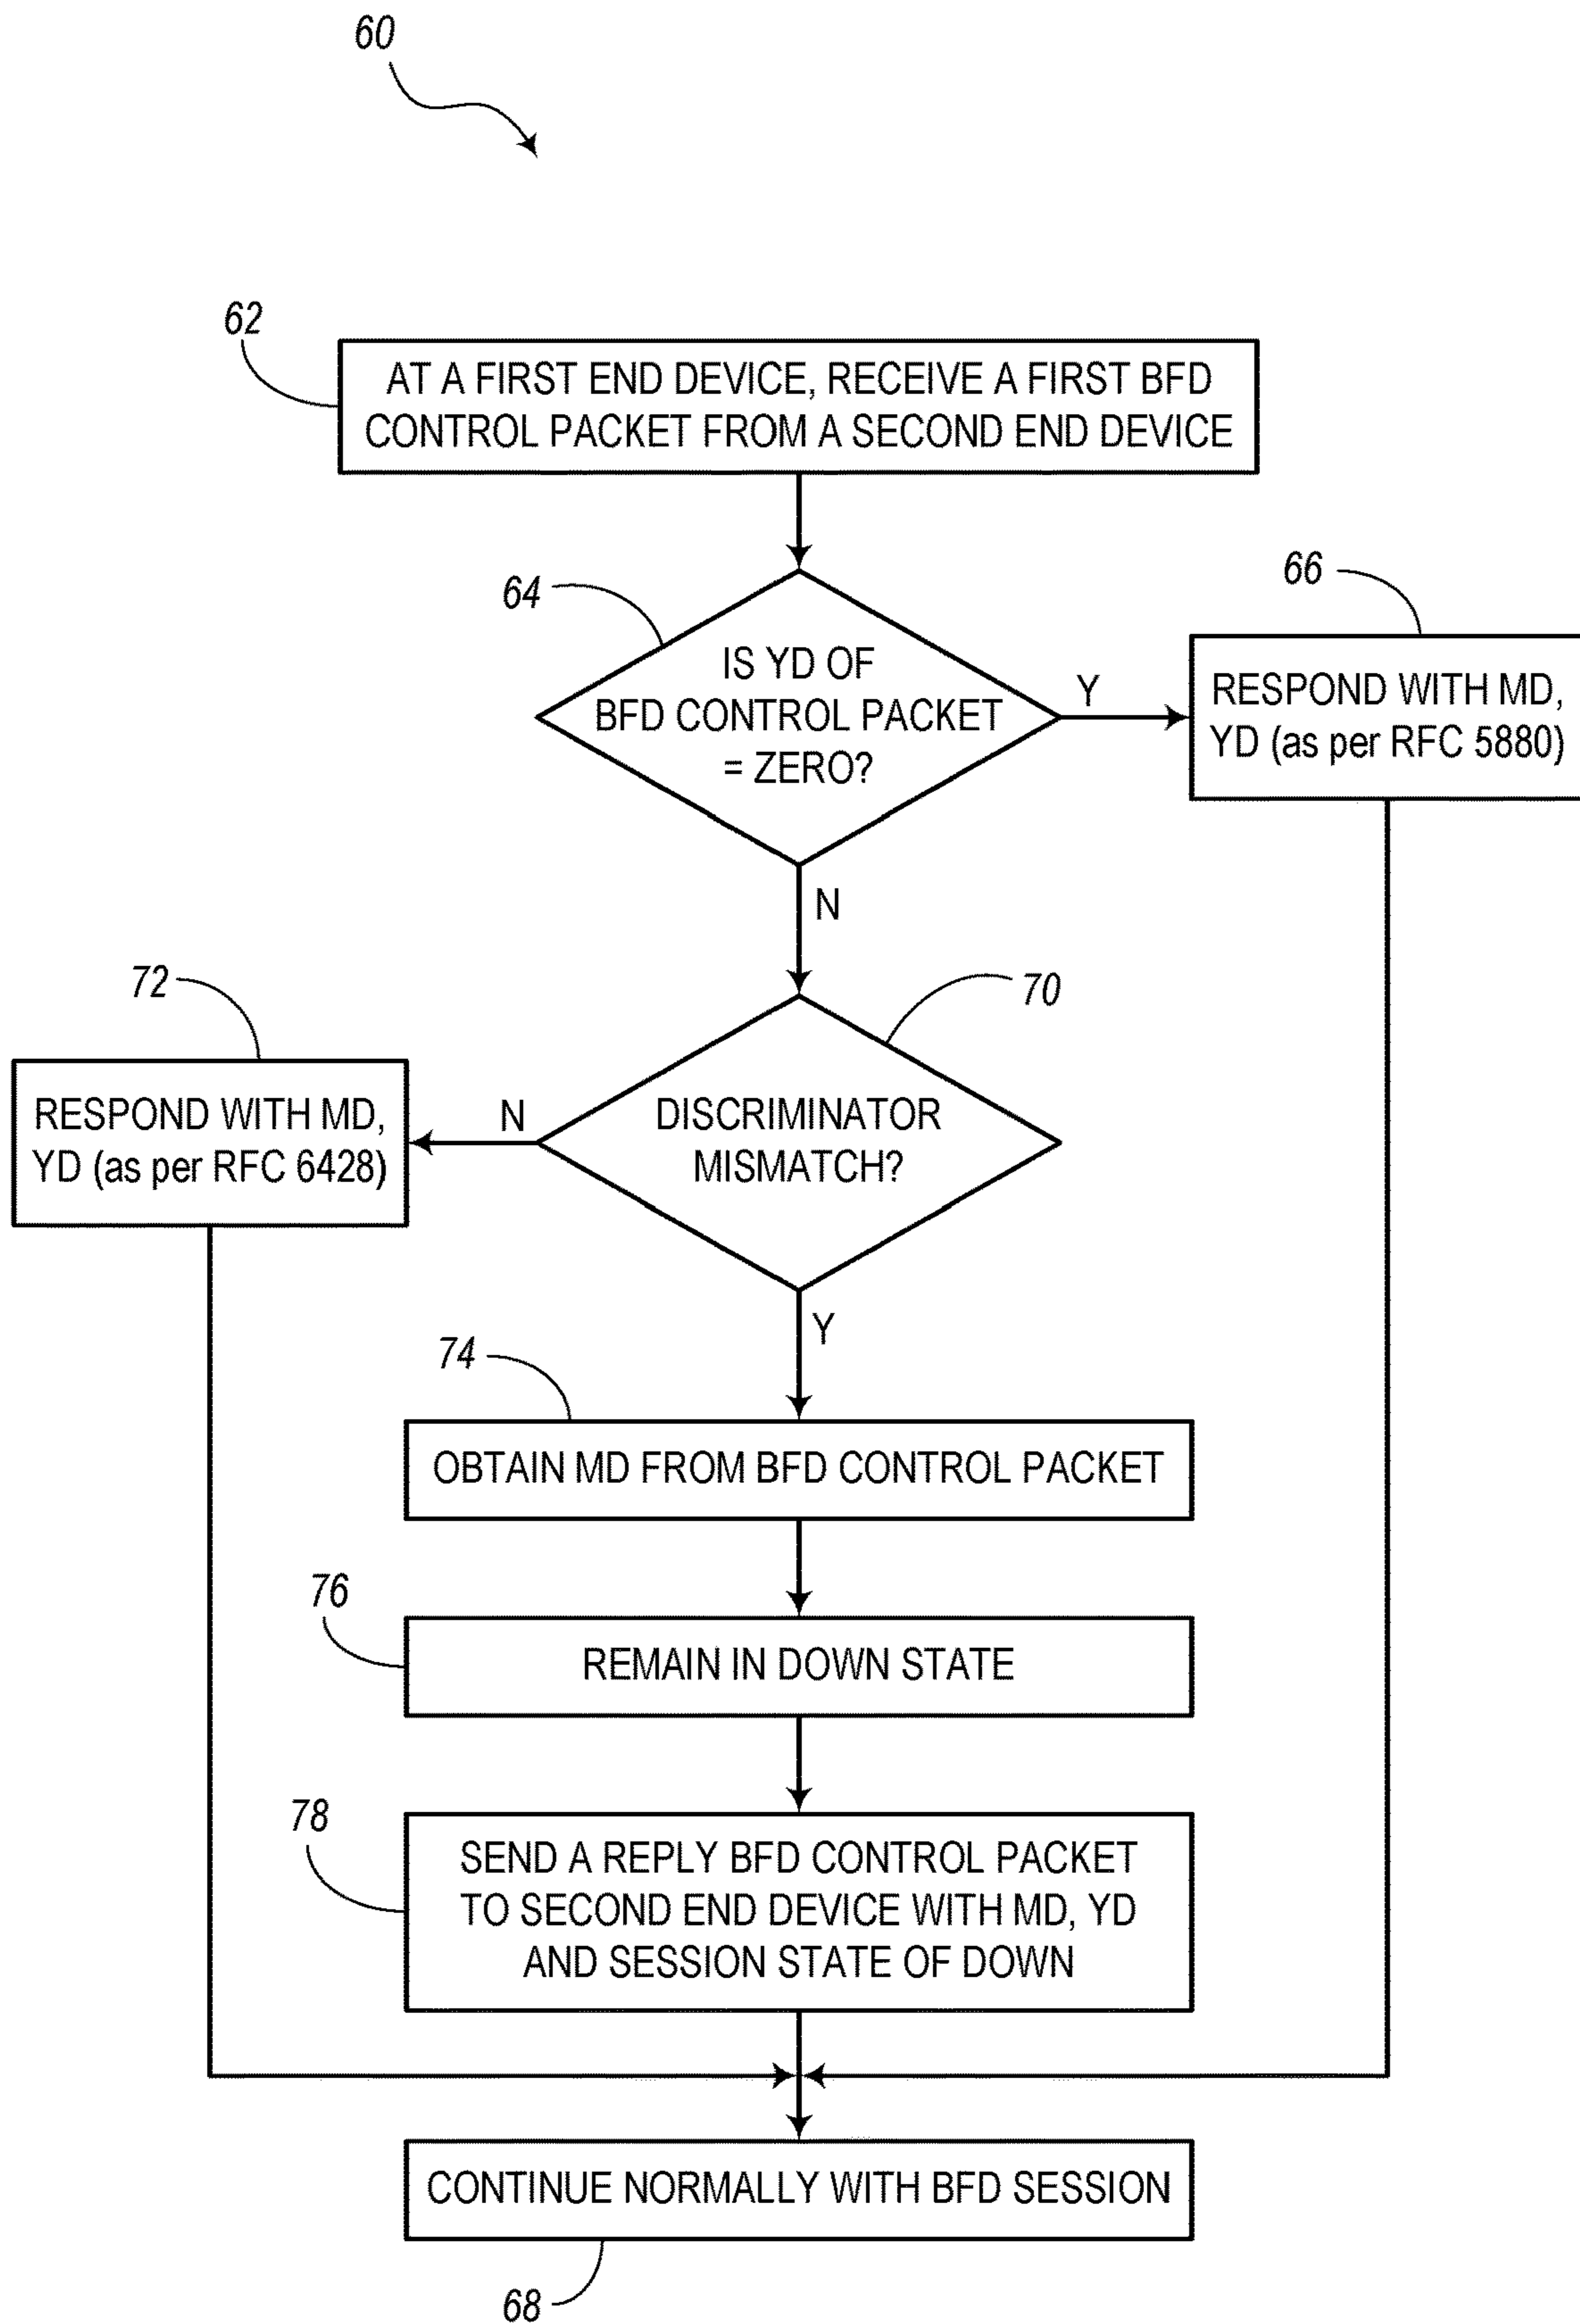 60
62
AT A FIRST END DEVICE, RECEIVE A FIRST BFD
CONTROL PACKET FROM A SECOND END DEVICE
64
IS YD OF
BFD CONTROL PACKET
= ZERO?
Y
66
RESPOND WITH MD,
YD (as per RFC 5880)
N
70
DISCRIMINATOR
MISMATCH?
N
72
RESPOND WITH MD,
YD (as per RFC 6428)
Y
74
OBTAIN MD FROM BFD CONTROL PACKET
76
REMAIN IN DOWN STATE
78
SEND A REPLY BFD CONTROL PACKET
TO SECOND END DEVICE WITH MD, YD
AND SESSION STATE OF DOWN
CONTINUE NORMALLY WITH BFD SESSION
68